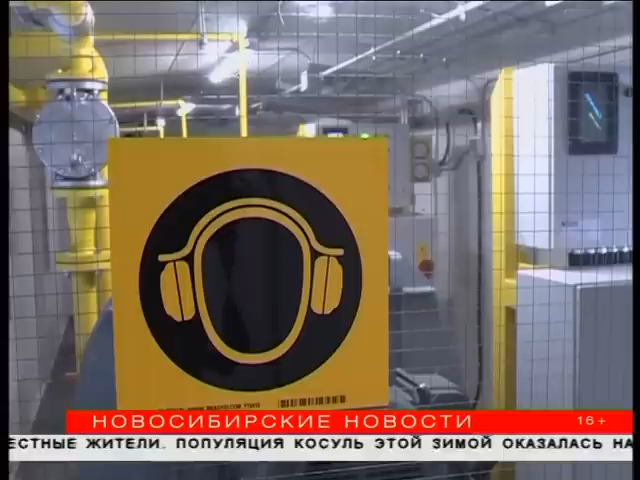 НОВОСИБИРСКИЕ НОВОСТИ
16+
ЕСТНЫЕ ЖИТЕЛИ. ПОПУЛЯЦИЯ КОСУЛЬ ЭТОЙ ЗИМОЙ ОКАЗАЛАСЬ НА